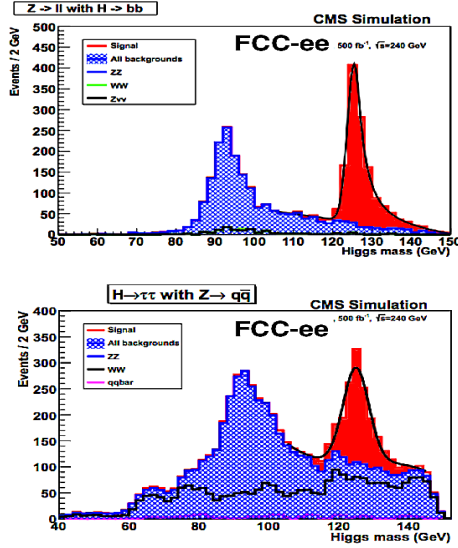 Z -> ll with H -> bb
CMS Simulation
FCC-ee 500 fb⁻¹, √s=240 GeV
Events / 2 GeV
Signal
All backgrounds
ZZ
WW
Zνν
450
400
350
300
250
200
150
100
50
0
50 60 70 80 90 100 110 120 130 140 150
Higgs mass (GeV)
H→ττ with Z→ qq̄
CMS Simulation
FCC-ee , 500 fb⁻¹, √s=240 GeV
Events / 2 GeV
Signal
All backgrounds
ZZ
WW
qqbar
400
350
300
250
200
150
100
50
0
40 60 80 100 120 140
Higgs mass (GeV)